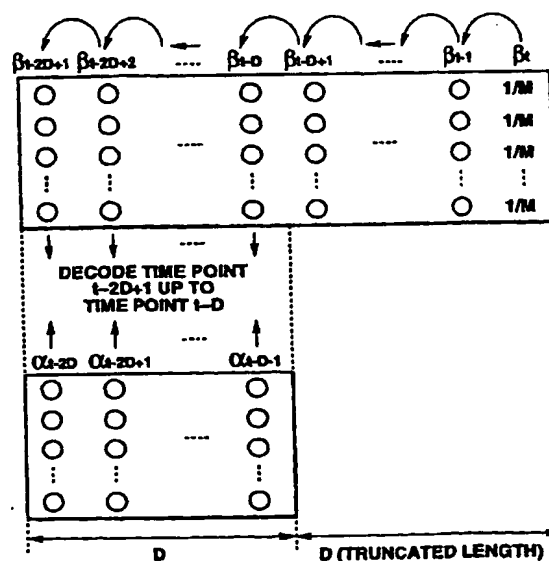 βt-2D+1 βt-2D+2 ---- βt-D βt-D+1 ---- βt-1 βt
1/M
1/M
---- ---- 1/M
1/M
----
DECODE TIME POINT
t-2D+1 UP TO
TIME POINT t-D
----
αt-2D αt-2D+1 αt-D-1
----
D D (TRUNCATED LENGTH)